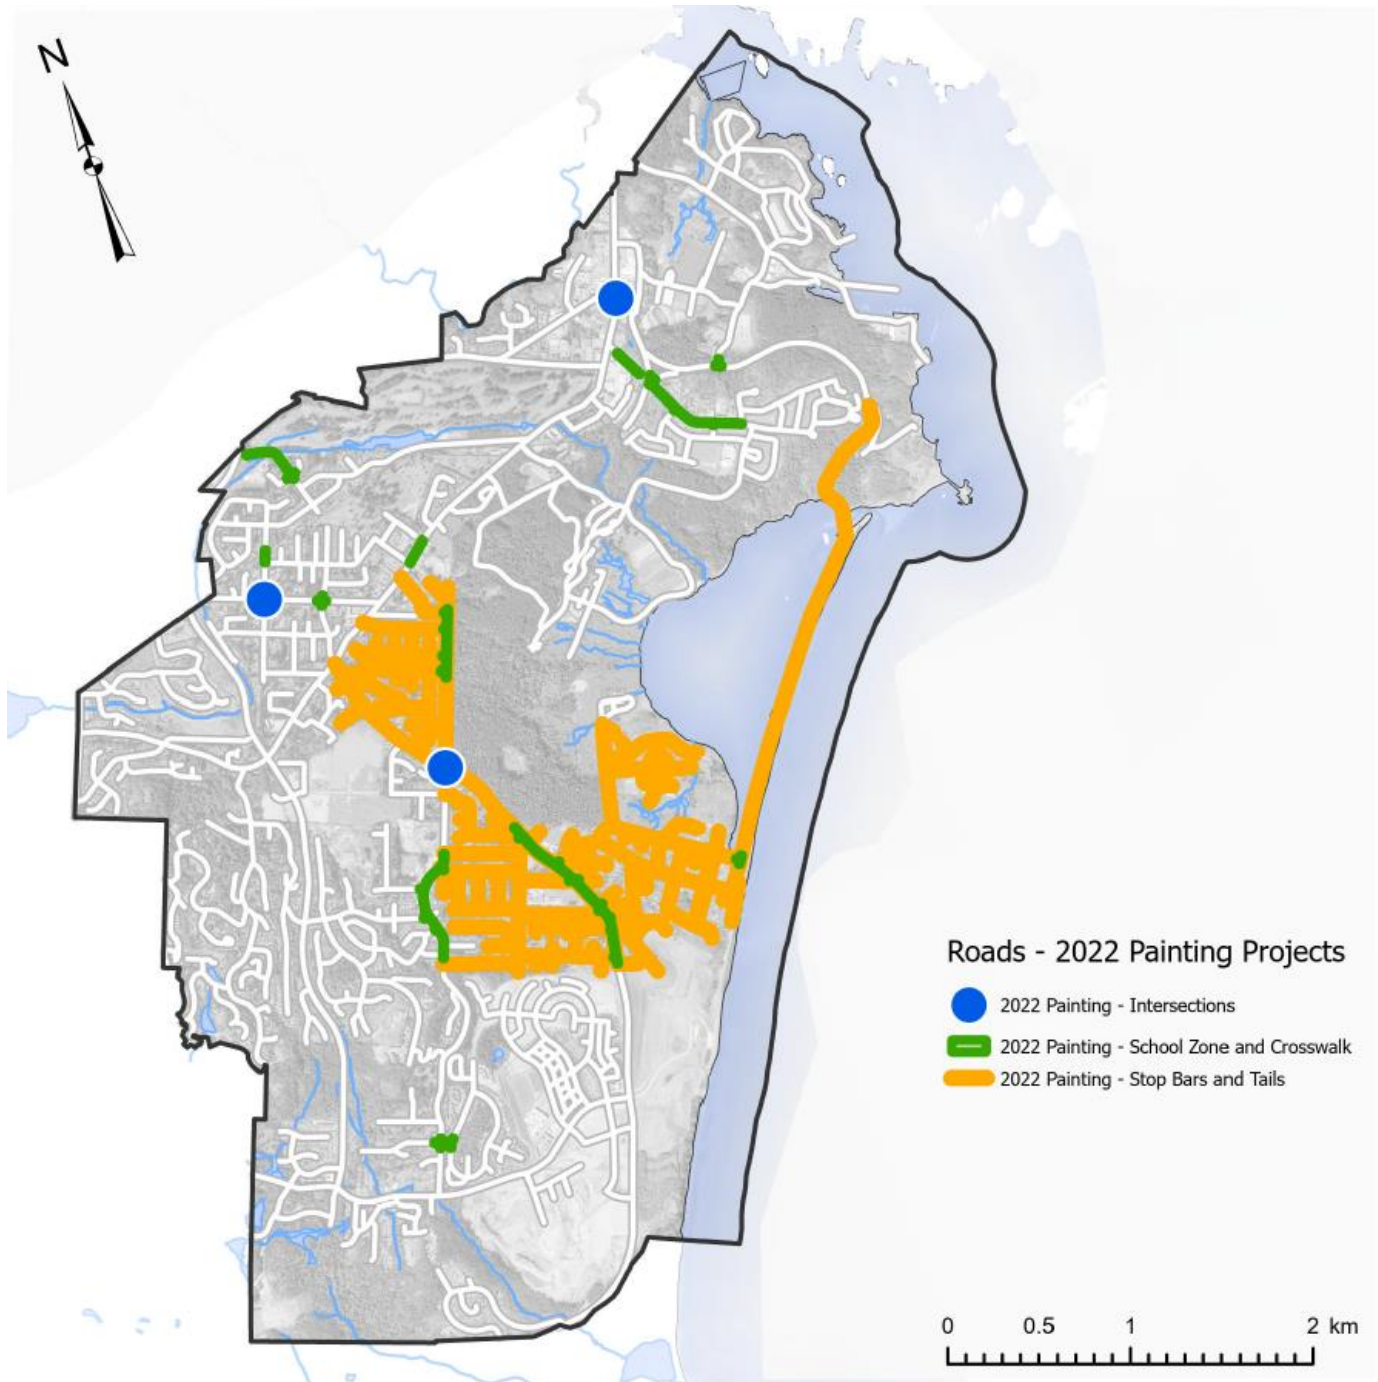 N
Roads - 2022 Painting Projects
2022 Painting - Intersections
2022 Painting - School Zone and Crosswalk
2022 Painting - Stop Bars and Tails
0 0.5 1 2 km